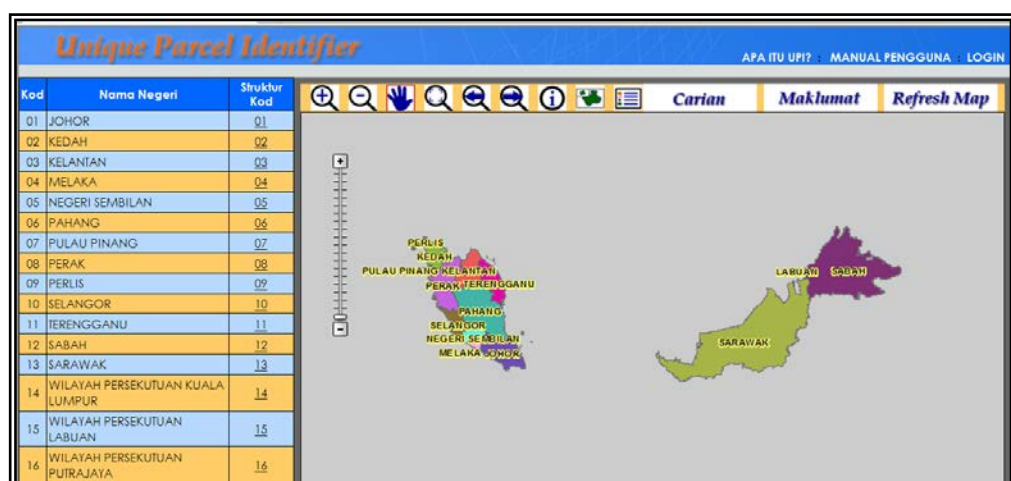 Unique Parcel Identifier
APA ITU UPI? : MANUAL PENGGUNA : LOGIN
Kod Nama Negeri Struktur Kod
01 JOHOR 01
02 KEDAH 02
03 KELANTAN 03
04 MELAKA 04
05 NEGERI SEMBILAN 05
06 PAHANG 06
07 PULAU PINANG 07
08 PERAK 08
09 PERLIS 09
10 SELANGOR 10
11 TERENGGANU 11
12 SABAH 12
13 SARAWAK 13
14 WILAYAH PERSEKUTUAN KUALA
LUMPUR 14
15 WILAYAH PERSEKUTUAN
LABUAN 15
16 WILAYAH PERSEKUTUAN
PUTRAJAYA 16
Carian Maklumat Refresh Map
PERLIS
KEDAH
PULAU PINANG KELANTAN
PERAK TERENGGANU
PAHANG
SELANGOR
NEGERI SEMBILAN
MELAKA JOHOR
LABUAN SABAH
SARAWAK